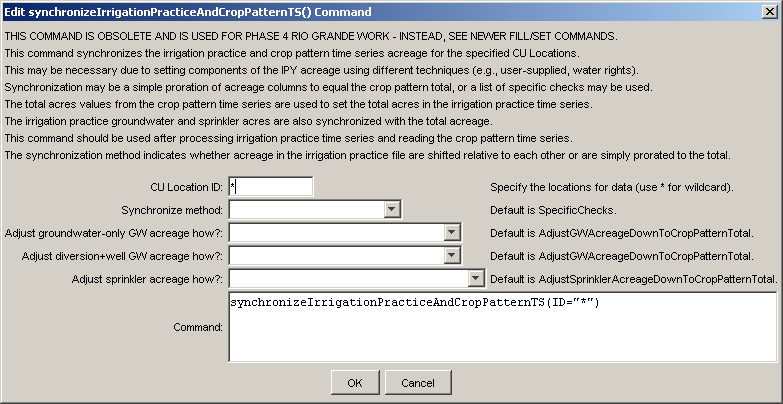 Edit synchronizeIrrigationPracticeAndCropPatternTS() Command
THIS COMMAND IS OBSOLETE AND IS USED FOR PHASE 4 RIO GRANDE WORK - INSTEAD, SEE NEWER FILL/SET COMMANDS.
This command synchronizes the irrigation practice and crop pattern time series acreage for the specified CU Locations.
This may be necessary due to setting components of the IPY acreage using different techniques (e.g., user-supplied, water rights).
Synchronization may be a simple proration of acreage columns to equal the crop pattern total, or a list of specific checks may be used.
The total acres values from the crop pattern time series are used to set the total acres in the irrigation practice time series.
The irrigation practice groundwater and sprinkler acres are also synchronized with the total acreage.
This command should be used after processing irrigation practice time series and reading the crop pattern time series.
The synchronization method indicates whether acreage in the irrigation practice file are shifted relative to each other or are simply prorated to the total.
CU Location ID: * Specify the locations for data (use * for wildcard).
Synchronize method: Default is SpecificChecks.
Adjust groundwater-only GW acreage how?: Default is AdjustGWAcreageDownToCropPatternTotal.
Adjust diversion+well GW acreage how?: Default is AdjustGWAcreageDownToCropPatternTotal.
Adjust sprinkler acreage how?: Default is AdjustSprinklerAcreageDownToCropPatternTotal.
Command: synchronizeIrrigationPracticeAndCropPatternTS(ID="*")
OK Cancel